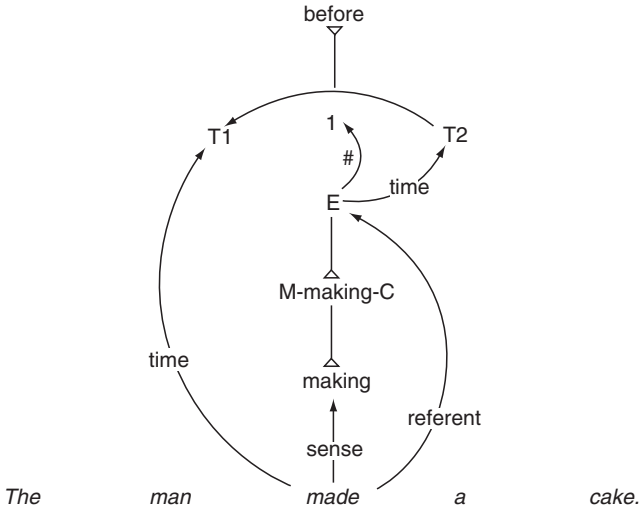 before
T1 1 T2
#
time
E
M-making-C
time
making
referent
sense
The man made a cake.